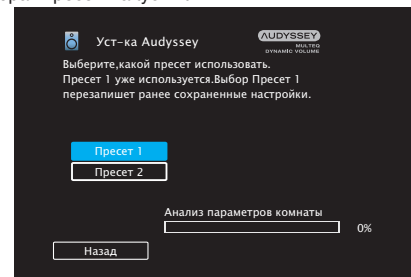 Уст-ка Audyssey
AUDYSSEY
MULTEQ
DYNAMIC VOLUME
Выберите,какой пресет использовать.
Пресет 1 уже используется.Выбор Пресет 1
перезапишет ранее сохраненные настройки.
Пресет 1
Пресет 2
Анализ параметров комнаты
0%
Назад